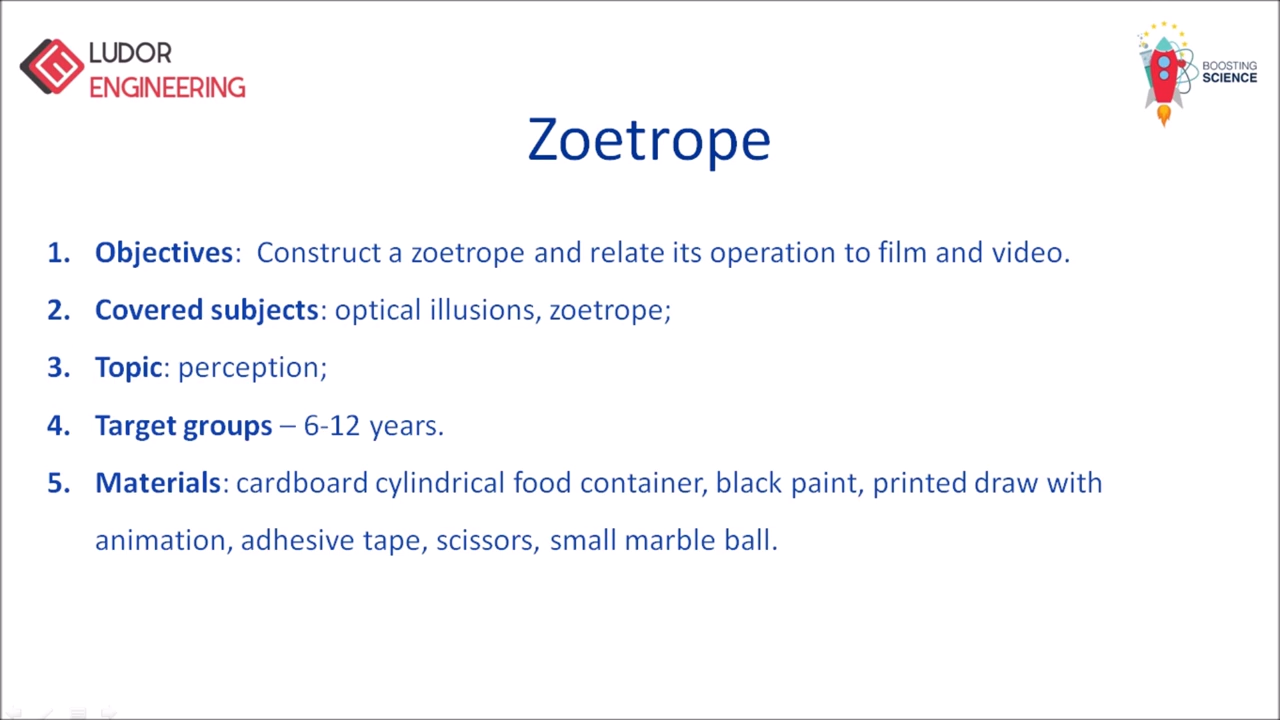 LUDOR
ENGINEERING
BOOSTING
SCIENCE
Zoetrope
1. Objectives:  Construct a zoetrope and relate its operation to film and video.
2. Covered subjects: optical illusions, zoetrope;
3. Topic: perception;
4. Target groups – 6-12 years.
5. Materials: cardboard cylindrical food container, black paint, printed draw with
animation, adhesive tape, scissors, small marble ball.